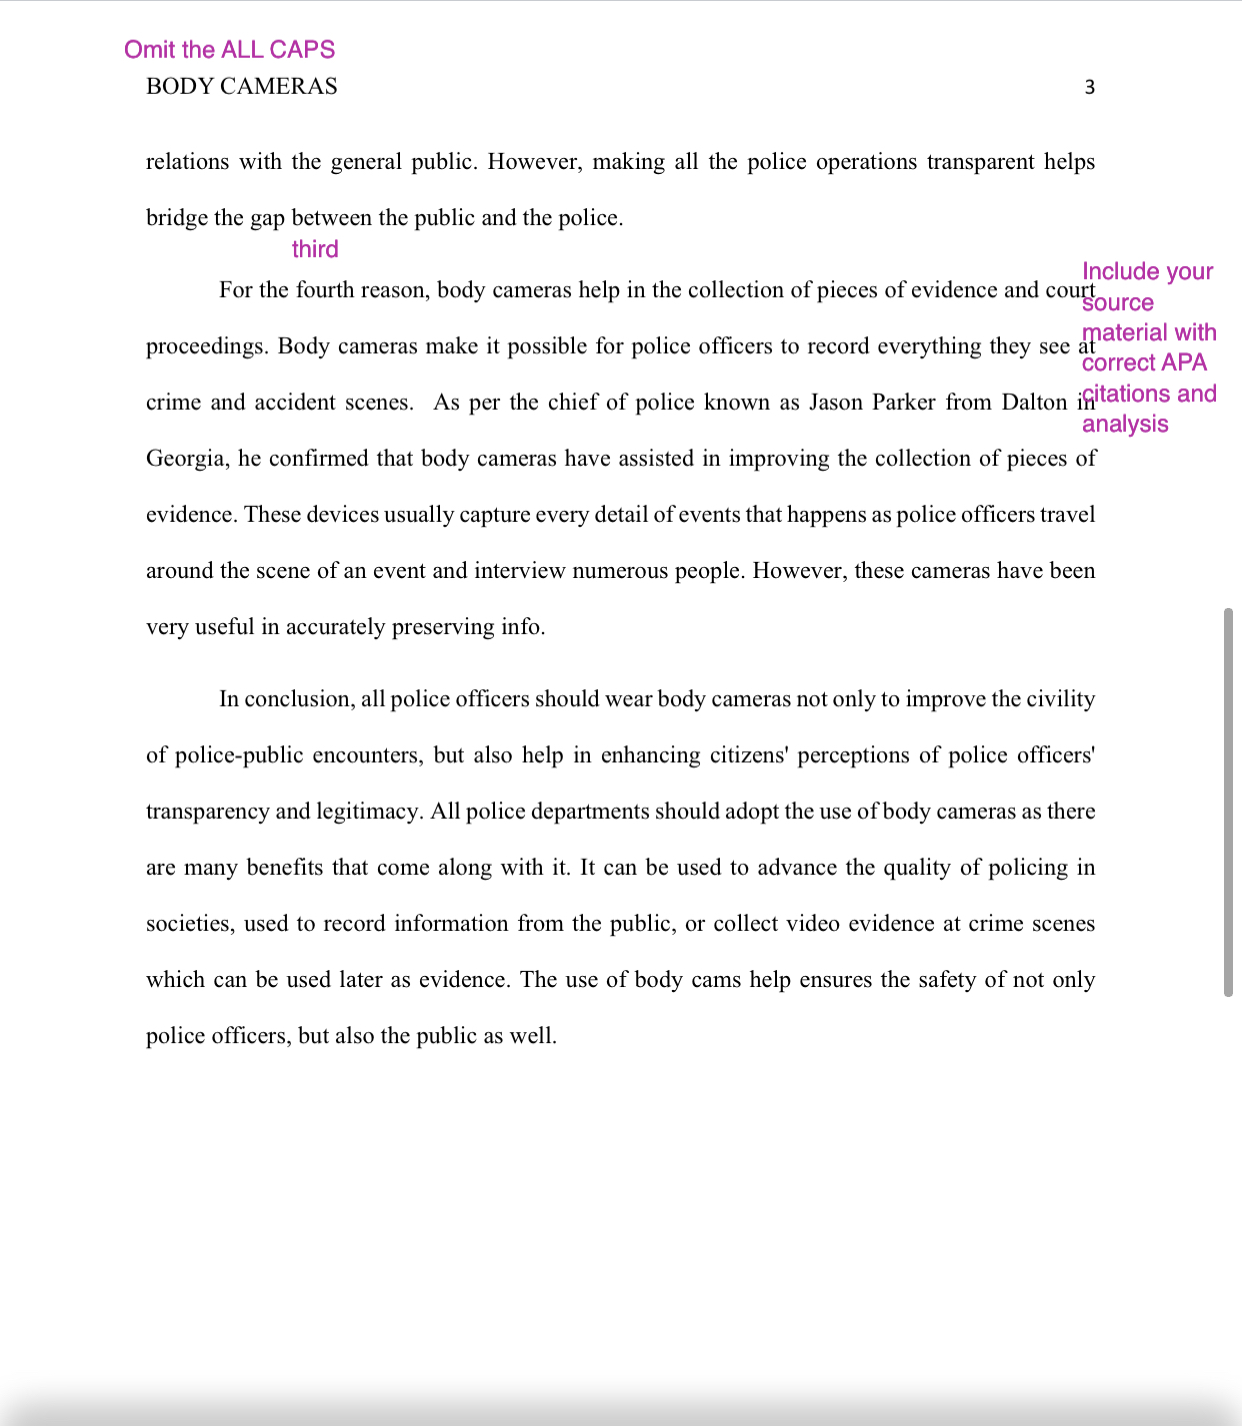 Omit the ALL CAPS
BODY CAMERAS 3
relations with the general public. However, making all the police operations transparent helps
bridge the gap between the public and the police.
third
Include your
source
material with
correct APA
citations and
analysis
For the fourth reason, body cameras help in the collection of pieces of evidence and court
proceedings. Body cameras make it possible for police officers to record everything they see at
crime and accident scenes.  As per the chief of police known as Jason Parker from Dalton in
Georgia, he confirmed that body cameras have assisted in improving the collection of pieces of
evidence. These devices usually capture every detail of events that happens as police officers travel
around the scene of an event and interview numerous people. However, these cameras have been
very useful in accurately preserving info.
In conclusion, all police officers should wear body cameras not only to improve the civility
of police-public encounters, but also help in enhancing citizens' perceptions of police officers'
transparency and legitimacy. All police departments should adopt the use of body cameras as there
are many benefits that come along with it. It can be used to advance the quality of policing in
societies, used to record information from the public, or collect video evidence at crime scenes
which can be used later as evidence. The use of body cams help ensures the safety of not only
police officers, but also the public as well.